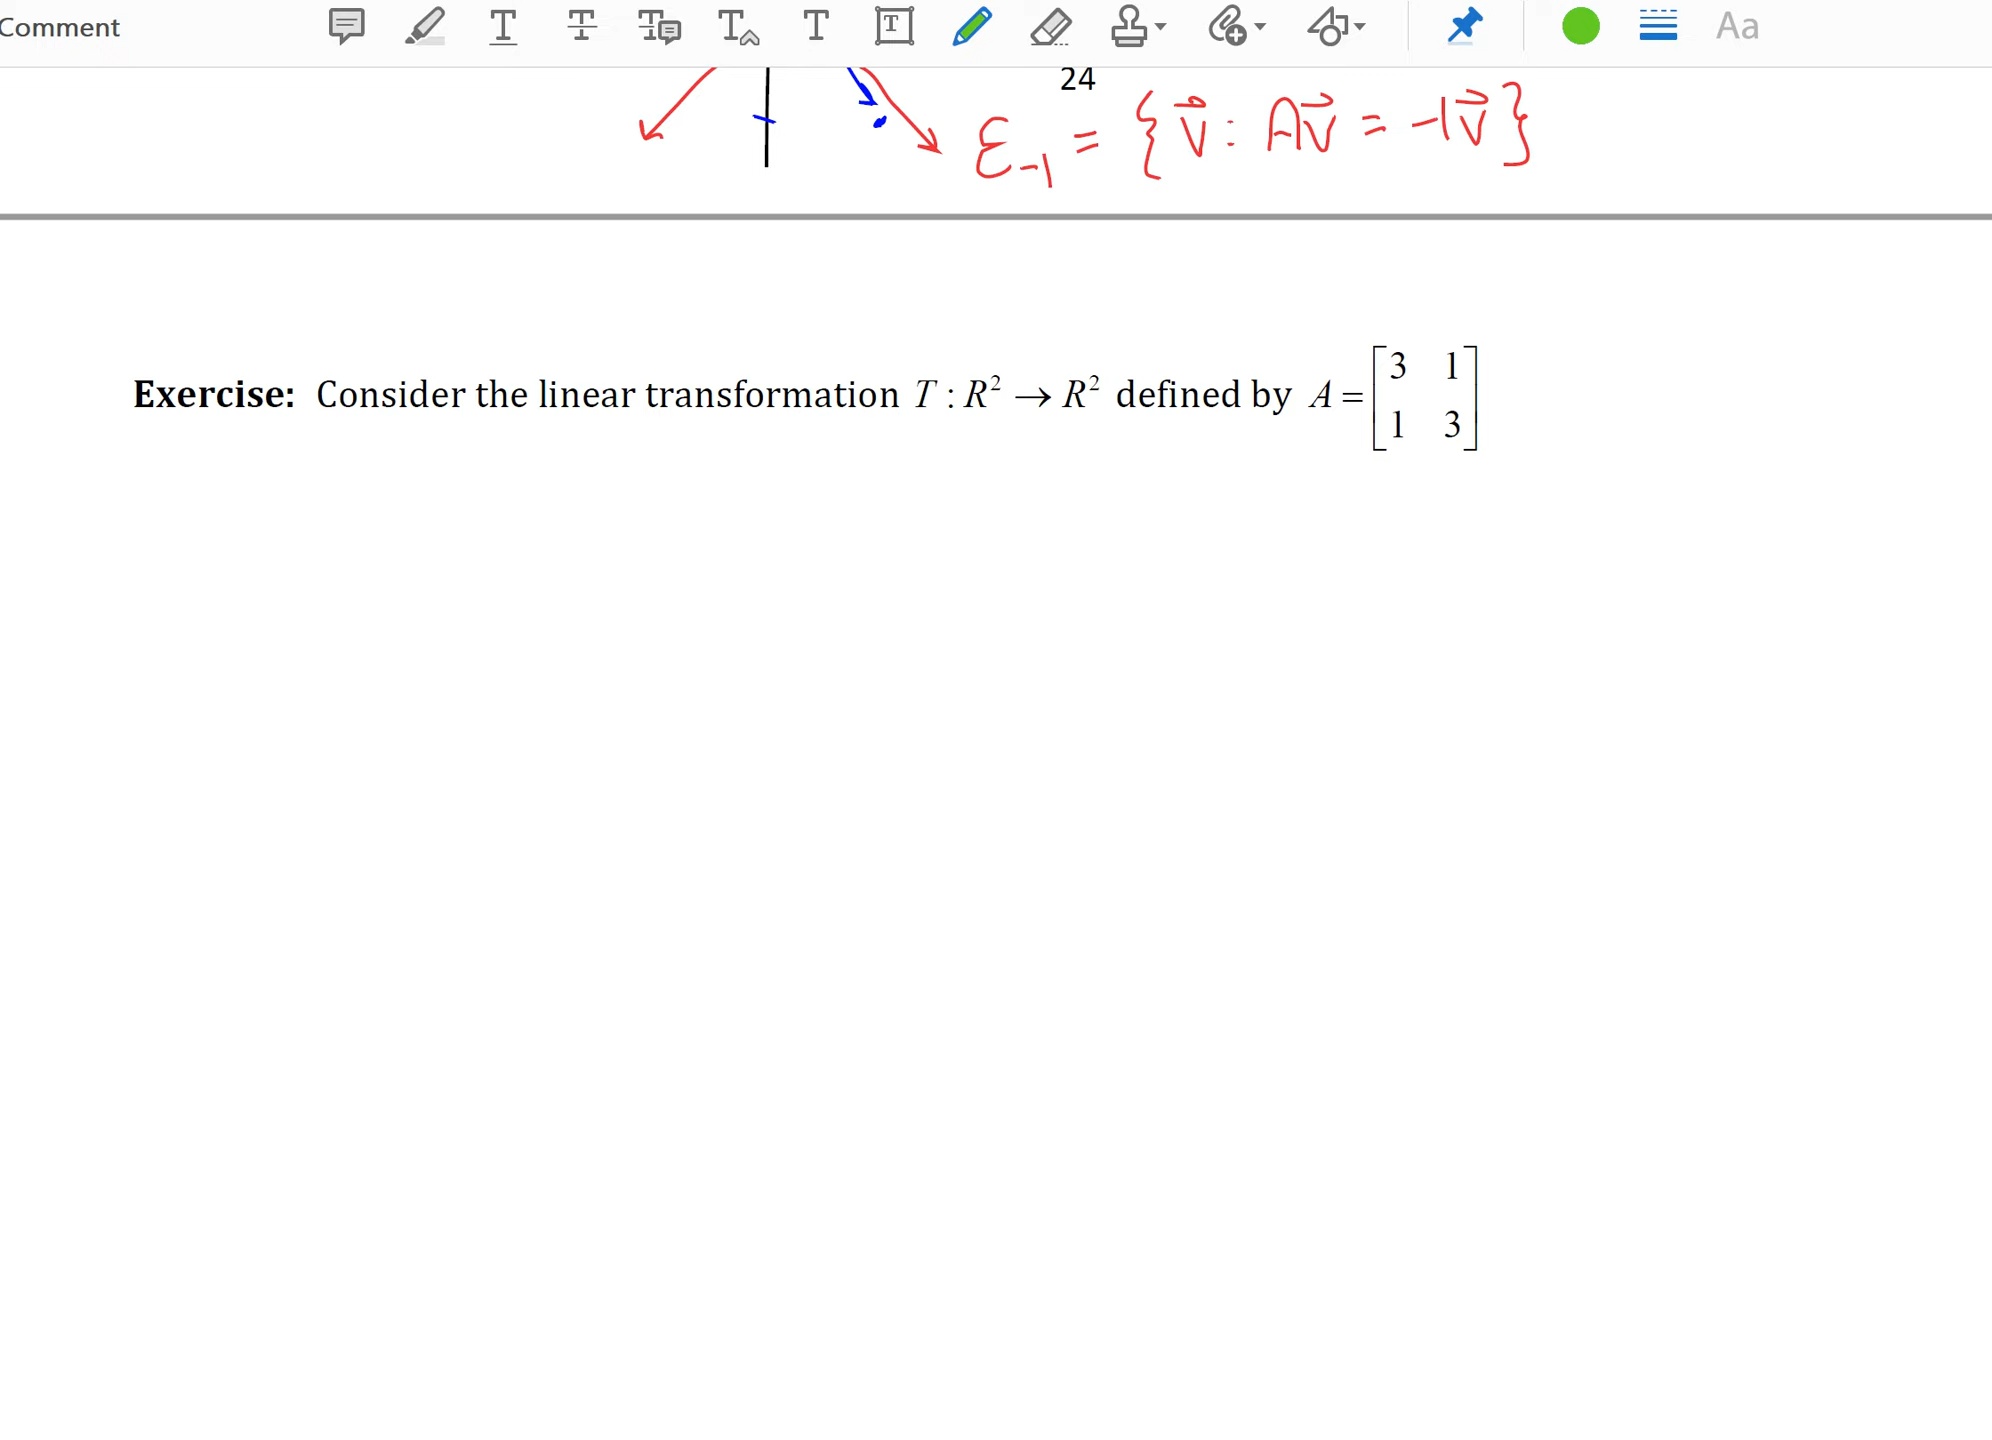 Comment
T T T T T T Aa
24
ℰ₋₁ = { v⃗ : Av⃗ = -1v⃗ }
Exercise: Consider the linear transformation T : R² → R² defined by A = [3 1
1 3]